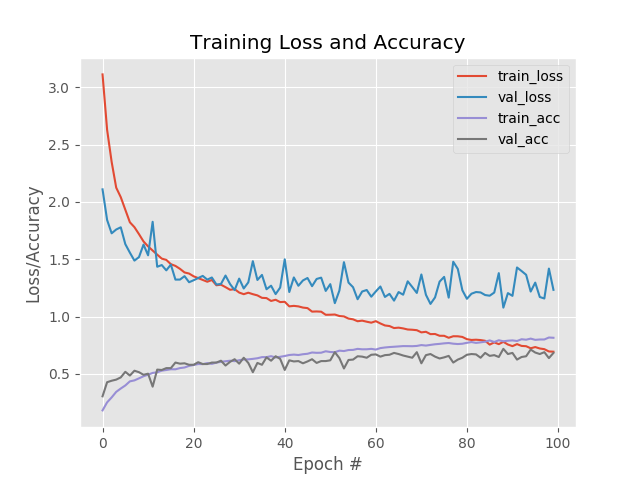 Training Loss and Accuracy
train_loss
val_loss
train_acc
val_acc
3.0
2.5
2.0
1.5
1.0
0.5
Loss/Accuracy
0 20 40 60 80 100
Epoch #